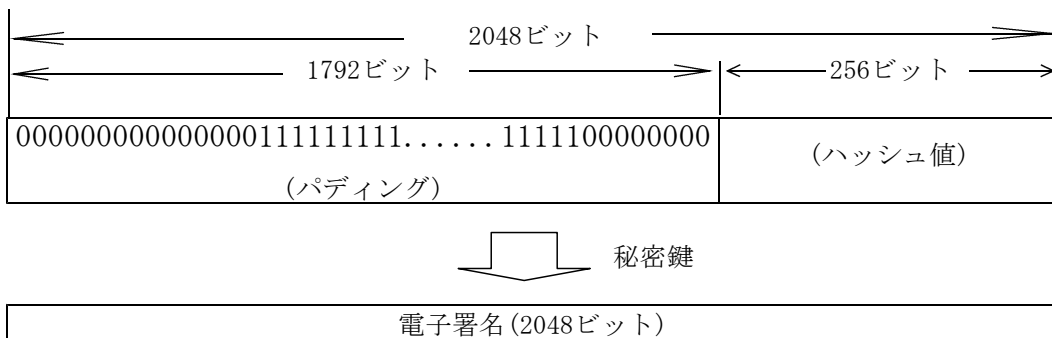 2048ビット
1792ビット
256ビット
000000000000000111111111......1111100000000
(パディング)
(ハッシュ値)
秘密鍵
電子署名(2048ビット)